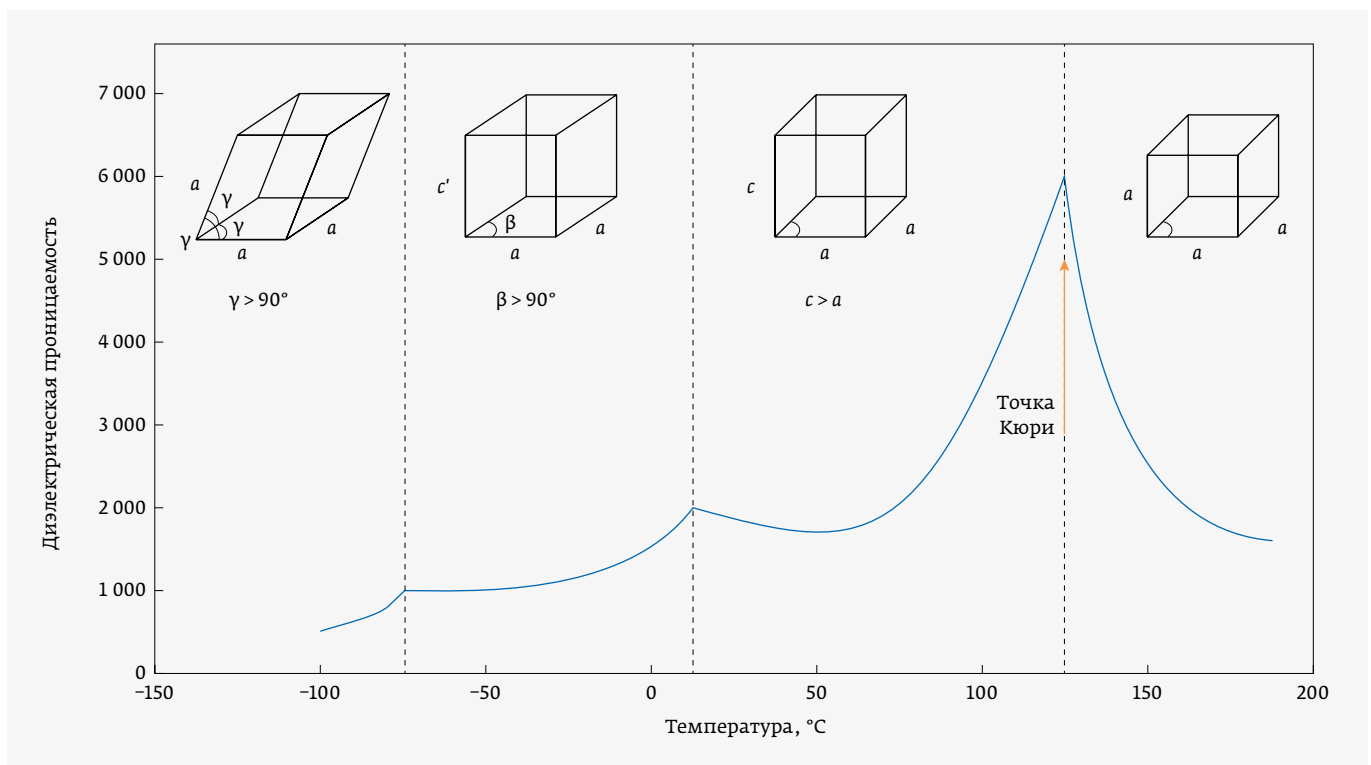 7 000
6 000
5 000
4 000
3 000
2 000
1 000
0
Диэлектрическая проницаемость
a
γ
γ
γ
a
a
γ > 90°
c'
β
a
a
β > 90°
c
a
a
c > a
a
a
a
Точка
Кюри
−150
−100
−50
0
50
100
150
200
Температура, °C